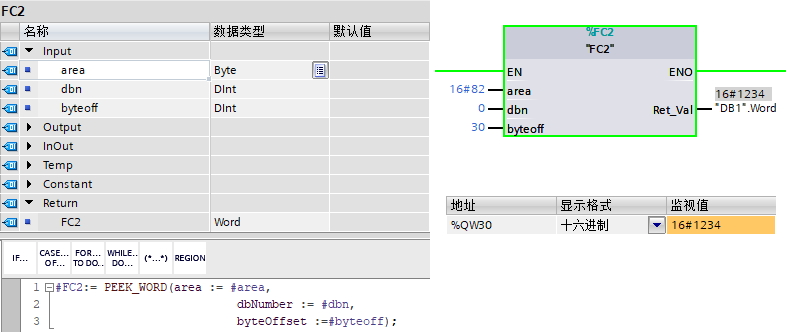 FC2
名称 数据类型 默认值
Input
area Byte
dbn DInt
byteoff DInt
Output
InOut
Temp
Constant
Return
FC2 Word
IF... CASE... OF... FOR... TO DO... WHILE... DO... (*...*) REGION
1 #FC2:= PEEK_WORD(area := #area,
2 dbNumber := #dbn,
3 byteOffset :=#byteoff);
%FC2
"FC2"
EN ENO
16#82 area 16#1234
0 dbn Ret_Val "DB1".Word
30 byteoff
地址 显示格式 监视值
%QW30 十六进制 16#1234